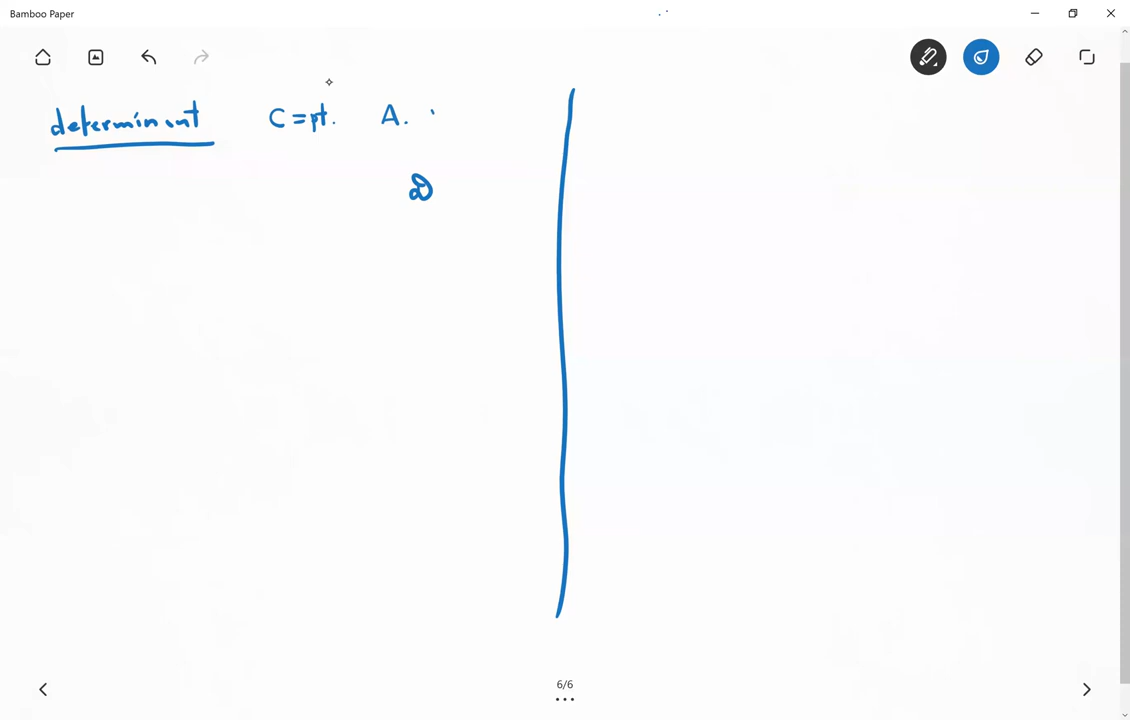 Bamboo Paper
determinant C = pt. A.
6/6